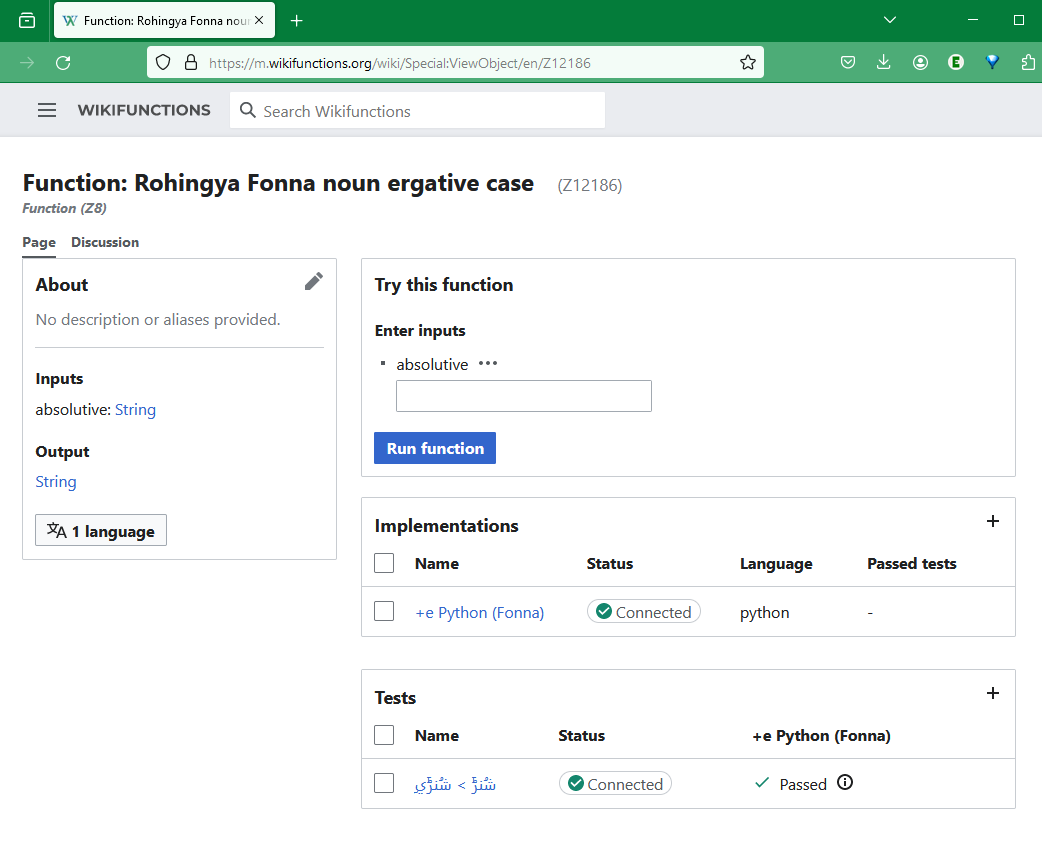 Function: Rohingya Fonna nour
https://m.wikifunctions.org/wiki/Special:ViewObject/en/Z12186
E
WIKIFUNCTIONS
Search Wikifunctions
Function: Rohingya Fonna noun ergative case (Z12186)
Function (Z8)
Page Discussion
About
No description or aliases provided.
Inputs
absolutive: String
Output
String
1 language
Try this function
Enter inputs
absolutive •••
Run function
Implementations
Name Status Language Passed tests
+e Python (Fonna) Connected python -
Tests
Name Status +e Python (Fonna)
Connected Passed